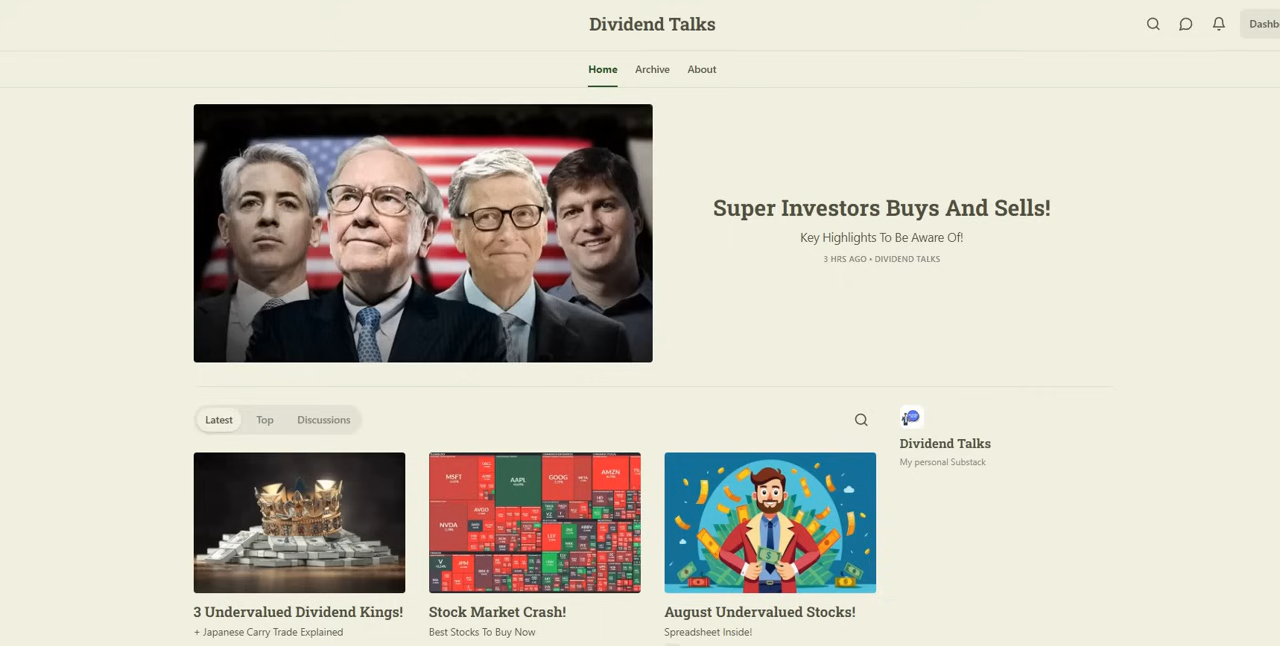 Dividend Talks
Dashb
Home
Archive
About
Super Investors Buys And Sells!
Key Highlights To Be Aware Of!
3 HRS AGO • DIVIDEND TALKS
Latest
Top
Discussions
Dividend Talks
My personal Substack
MSFT
AAPL
GOOG
META
AMZN
NVDA
AVGO
LLY
V
JPM
3 Undervalued Dividend Kings!
+ Japanese Carry Trade Explained
Stock Market Crash!
Best Stocks To Buy Now
August Undervalued Stocks!
Spreadsheet Inside!